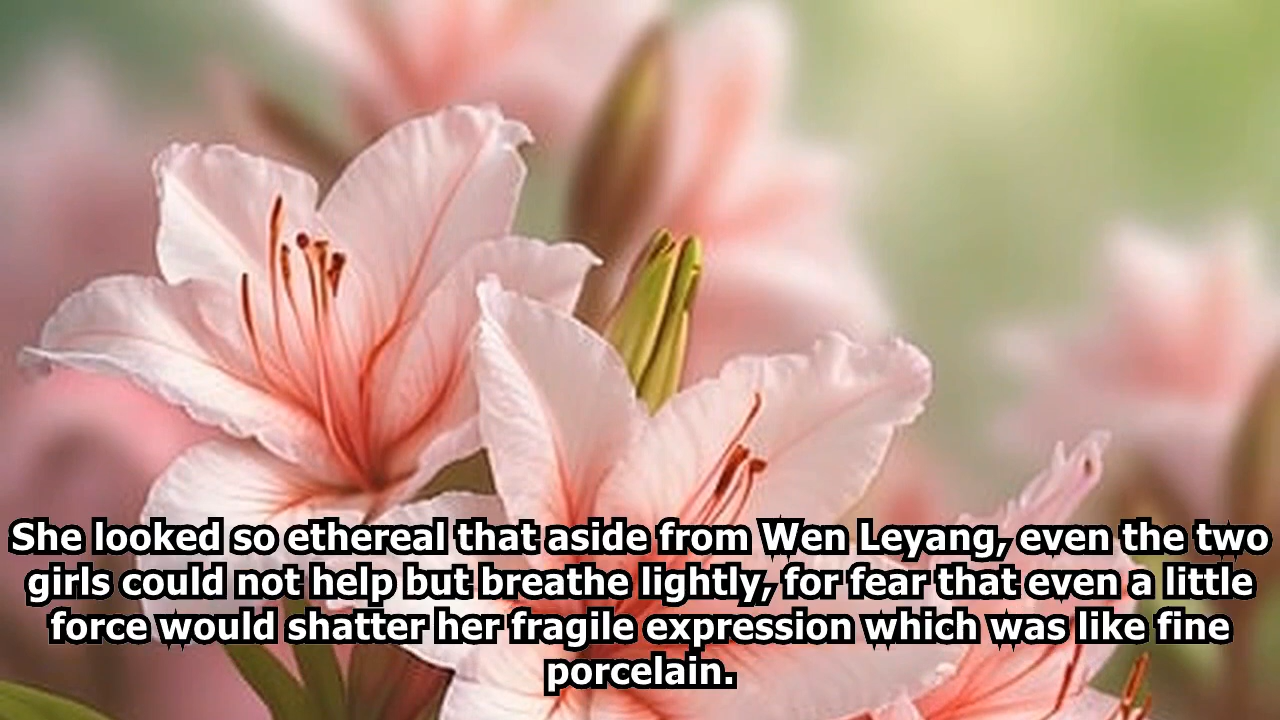 She looked so ethereal that aside from Wen Leyang, even the two
girls could not help but breathe lightly, for fear that even a little
force would shatter her fragile expression which was like fine
porcelain.